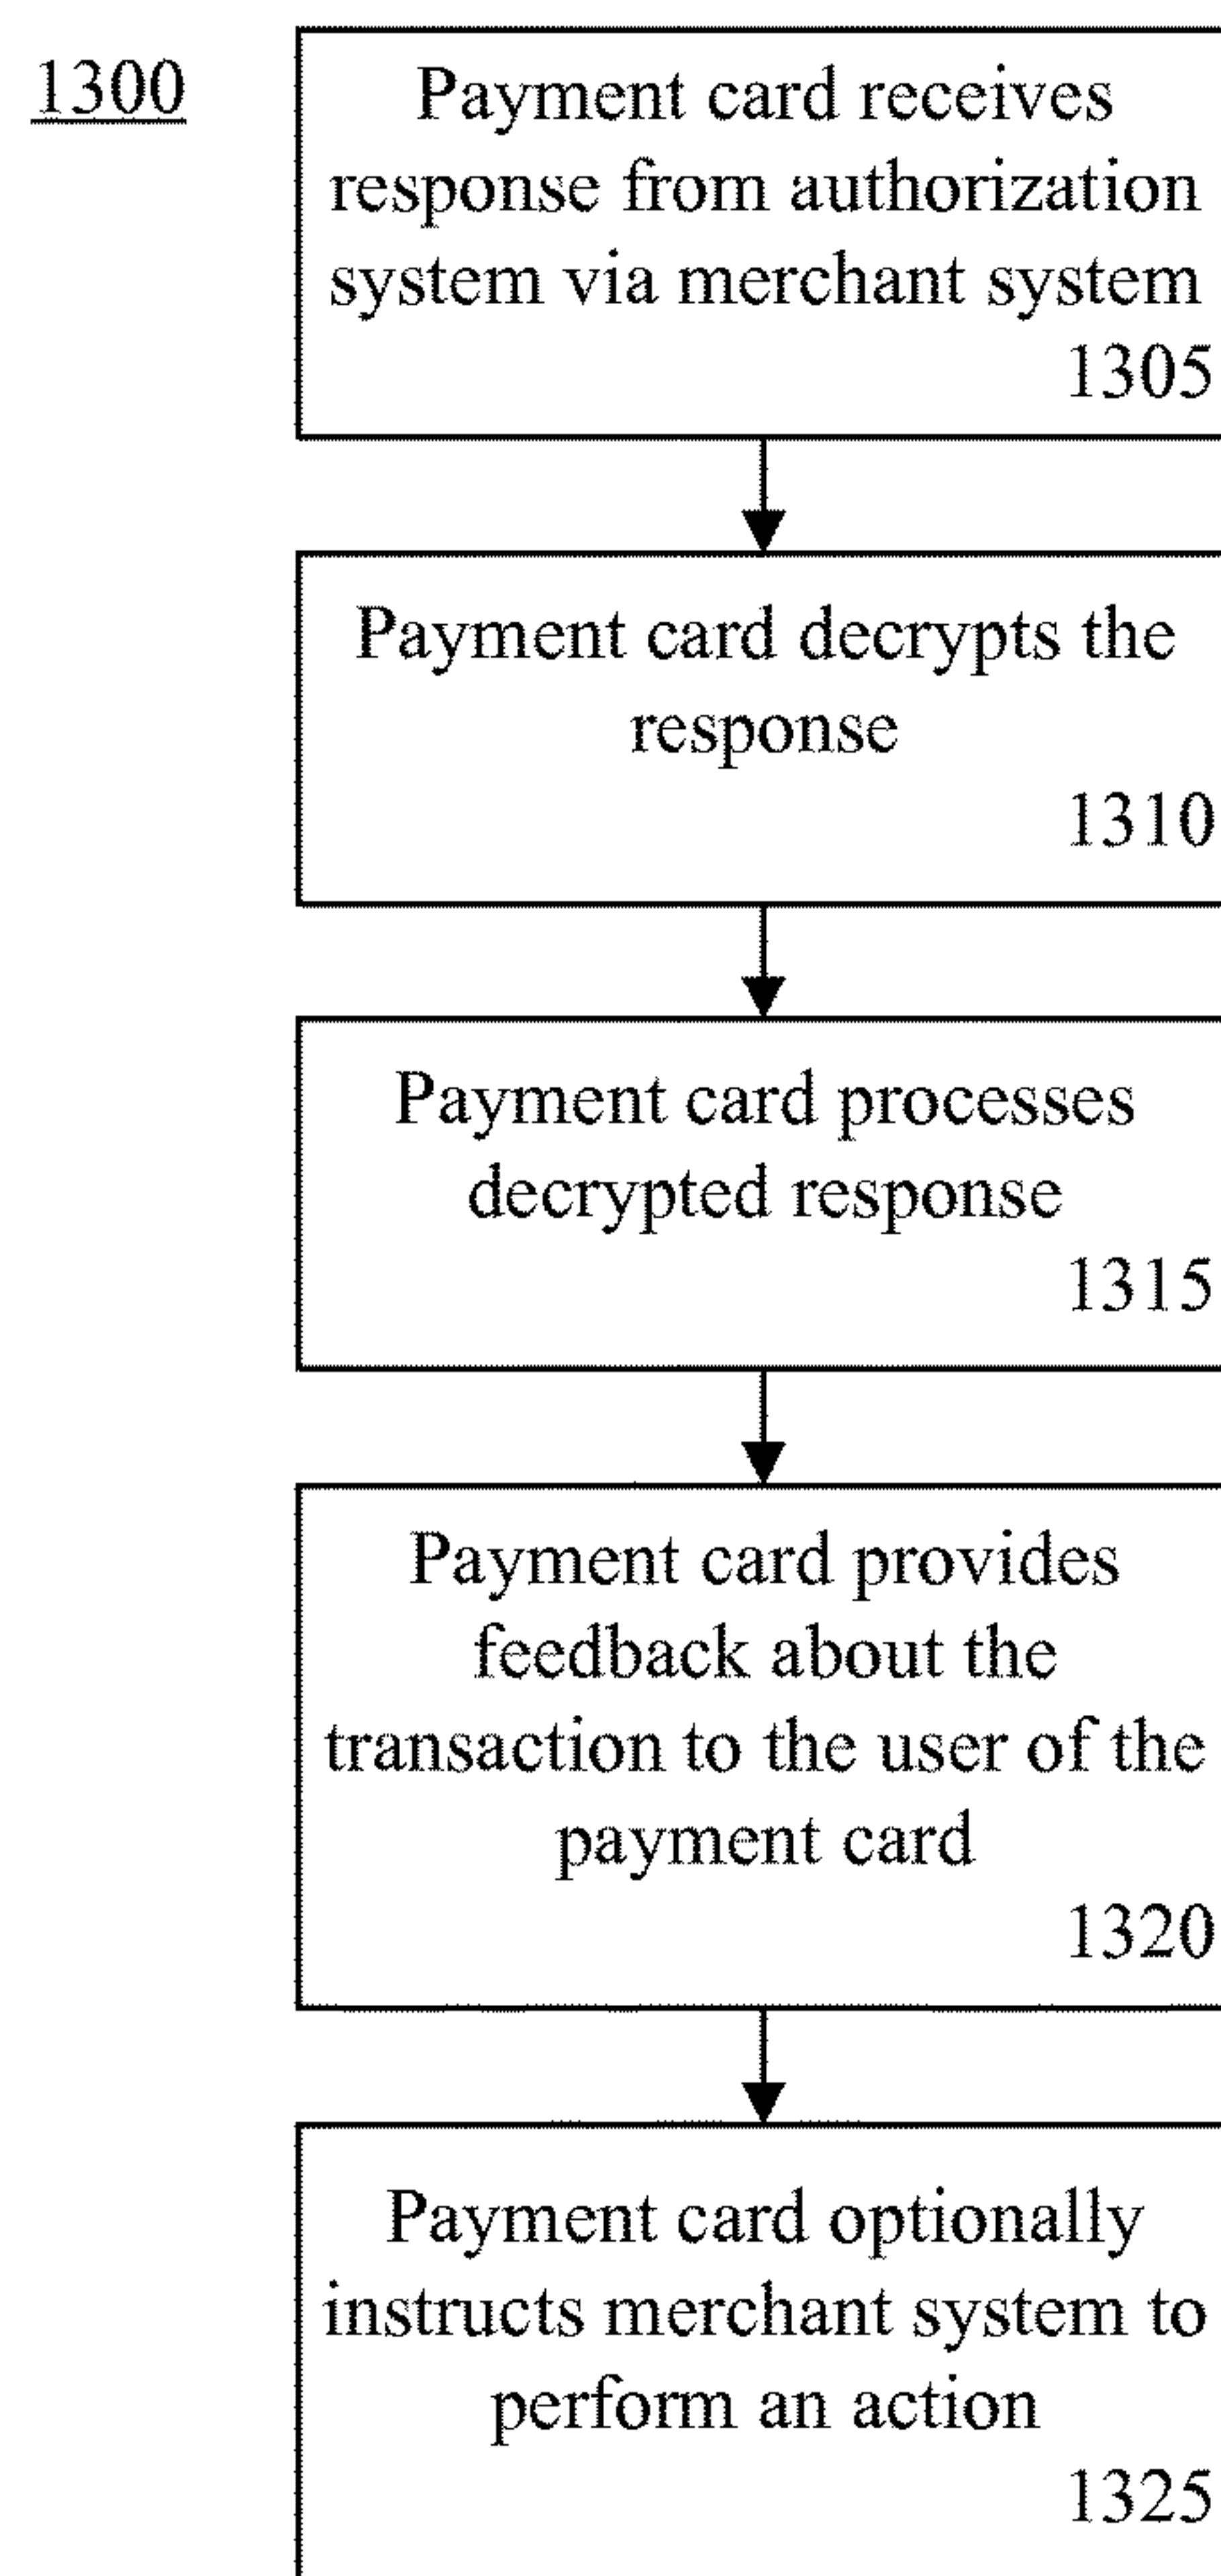 1300
Payment card receives
response from authorization
system via merchant system
1305
Payment card decrypts the
response
1310
Payment card processes
decrypted response
1315
Payment card provides
feedback about the
transaction to the user of the
payment card
1320
Payment card optionally
instructs merchant system to
perform an action
1325